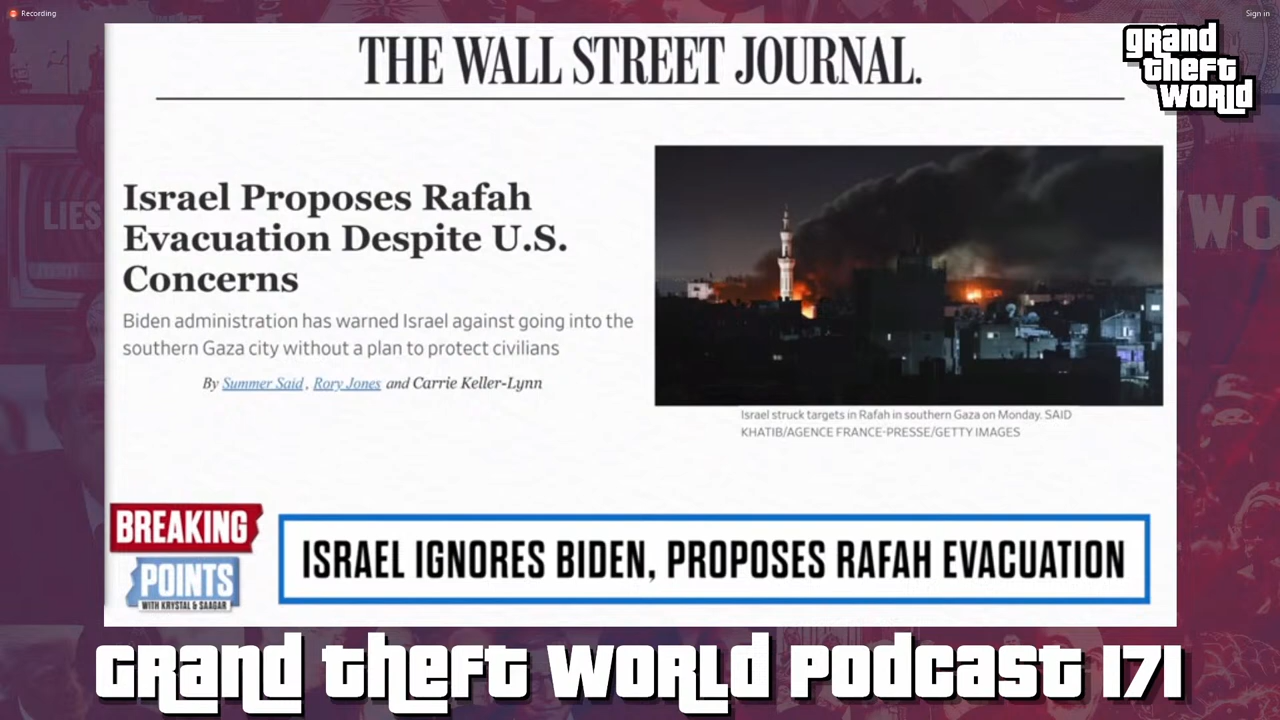 Recording
Sign in
THE WALL STREET JOURNAL.
grand
theft
world
LIES
WO
Israel Proposes Rafah
Evacuation Despite U.S.
Concerns
Biden administration has warned Israel against going into the
southern Gaza city without a plan to protect civilians
By Summer Said, Rory Jones and Carrie Keller-Lynn
Israel struck targets in Rafah in southern Gaza on Monday. SAID
KHATIB/AGENCE FRANCE-PRESSE/GETTY IMAGES
BREAKING
POINTS
WITH KRYSTAL & SAAGAR
ISRAEL IGNORES BIDEN, PROPOSES RAFAH EVACUATION
Grand theft world podcast 171